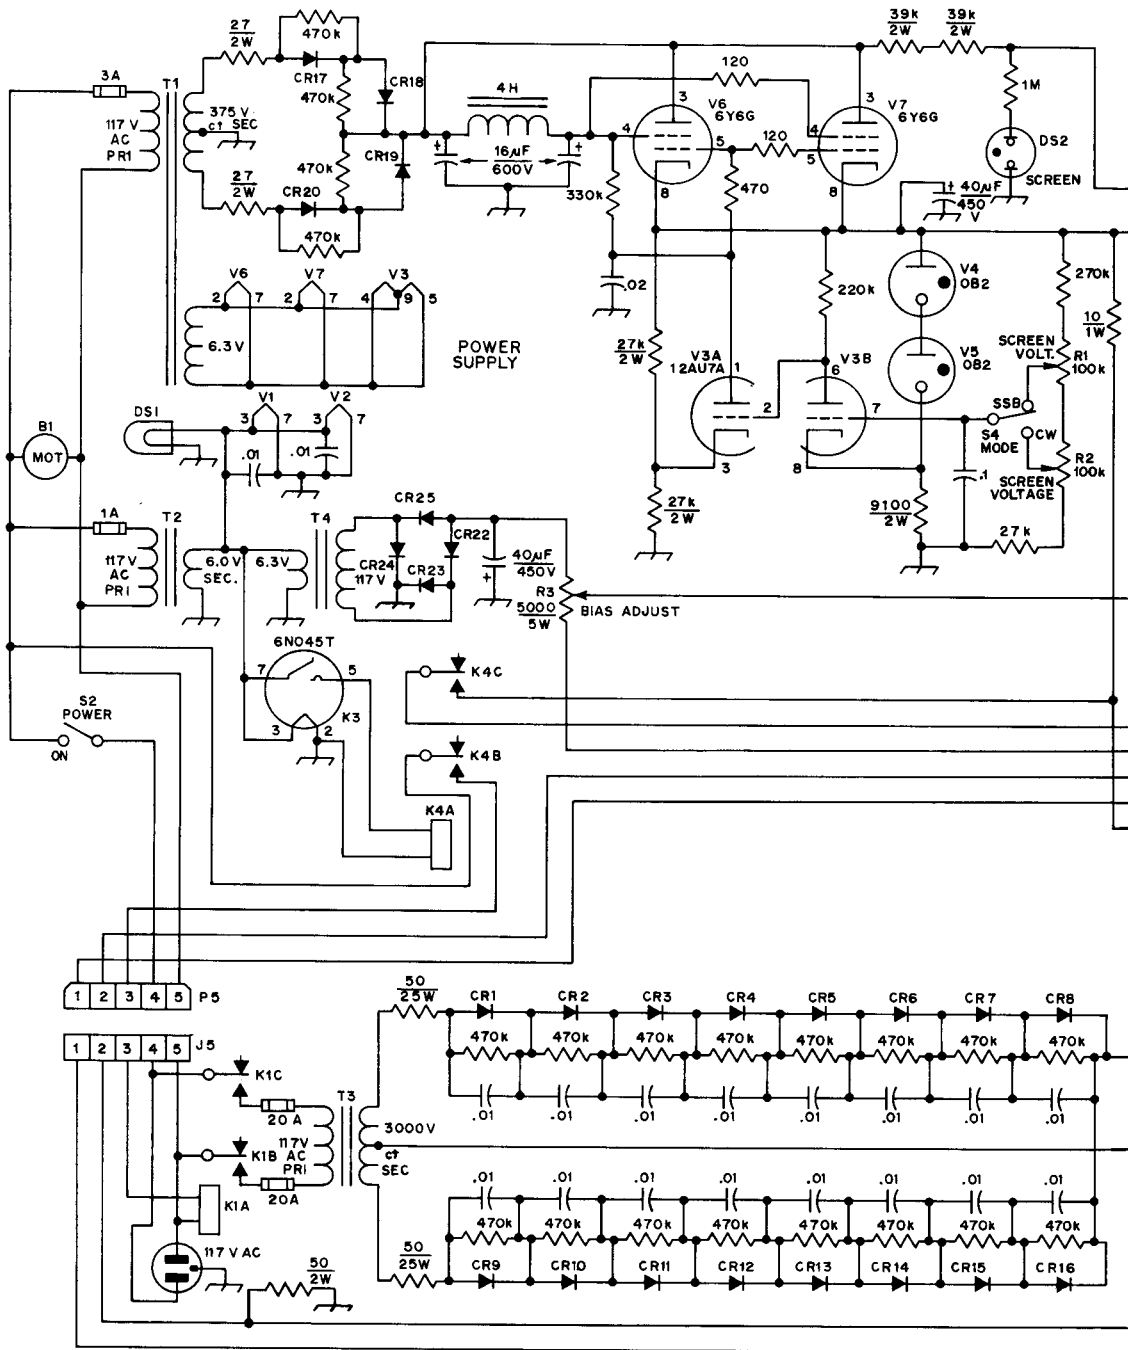 27
2W
470k
CR17
CR18
470k
3A
T1
117 V
AC
PRI
375 V
ct SEC
470k
CR19
27
2W
CR20
470k
4H
16µF
600V
120
3
V6
6Y6G
4
5
8
120
470
330k
.02
39k
2W
39k
2W
3
V7
6Y6G
4
5
8
1M
DS2
SCREEN
40µF
450
V
V6
2
7
V7
2
7
V3
4
9
5
6.3V
POWER
SUPPLY
27k
2W
V3A
12AU7A
1
2
3
27k
2W
220k
V3B
6
7
8
V4
OB2
V5
OB2
9100
2W
270k
10
1W
SCREEN
VOLT.
R1
100k
SSB
S4
MODE
CW
R2
100k
SCREEN
VOLTAGE
.1
27k
B1
MOT
DS1
V1
3
7
V2
3
7
.01
.01
1A
T2
117V
AC
PRI
6.0V
SEC.
6.3V
T4
117V
CR25
CR22
CR24
CR23
40µF
450V
R3
5000
5W
BIAS ADJUST
6NO45T
7
5
3
2
K3
K4C
K4B
K4A
S2
POWER
ON
1 2 3 4 5
P5
1 2 3 4 5
J5
K1C
20A
K1B
20A
K1A
117 V AC
T3
117V
AC
PRI
3000V
ct
SEC
50
2W
50
25W
CR1 CR2 CR3 CR4 CR5 CR6 CR7 CR8
470k 470k 470k 470k 470k 470k 470k 470k
.01 .01 .01 .01 .01 .01 .01 .01
.01 .01 .01 .01 .01 .01 .01 .01
470k 470k 470k 470k 470k 470k 470k 470k
50
25W
CR9 CR10 CR11 CR12 CR13 CR14 CR15 CR16